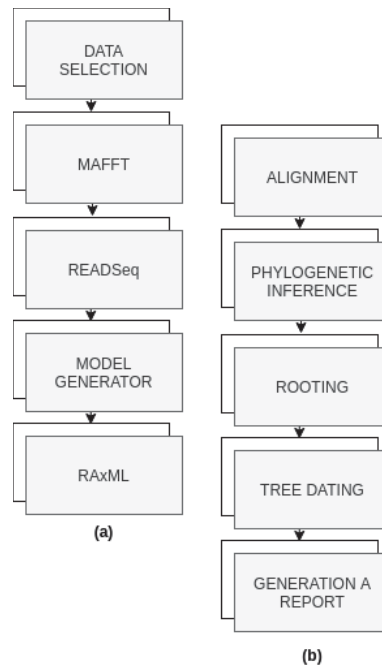 DATA
SELECTION
MAFFT
READSeq
MODEL
GENERATOR
RAxML
(a)
ALIGNMENT
PHYLOGENETIC
INFERENCE
ROOTING
TREE DATING
GENERATION A
REPORT
(b)